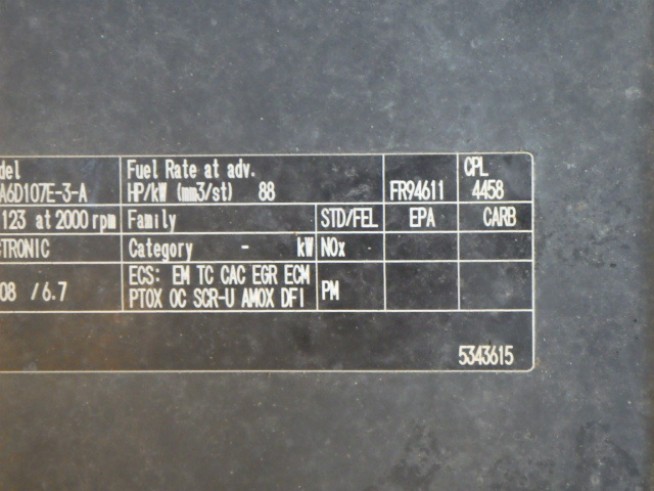 del Fuel Rate at adv. CPL
A6D107E-3-A HP/kW (mm3/st) 88 FR94611 4458
123 at 2000 rpm Family STD/FEL EPA CARB
TRONIC Category - kW NOx
08 /6.7 ECS: EM TC CAC EGR ECM PM
PTOX OC SCR-U AMOX DFI
5343615